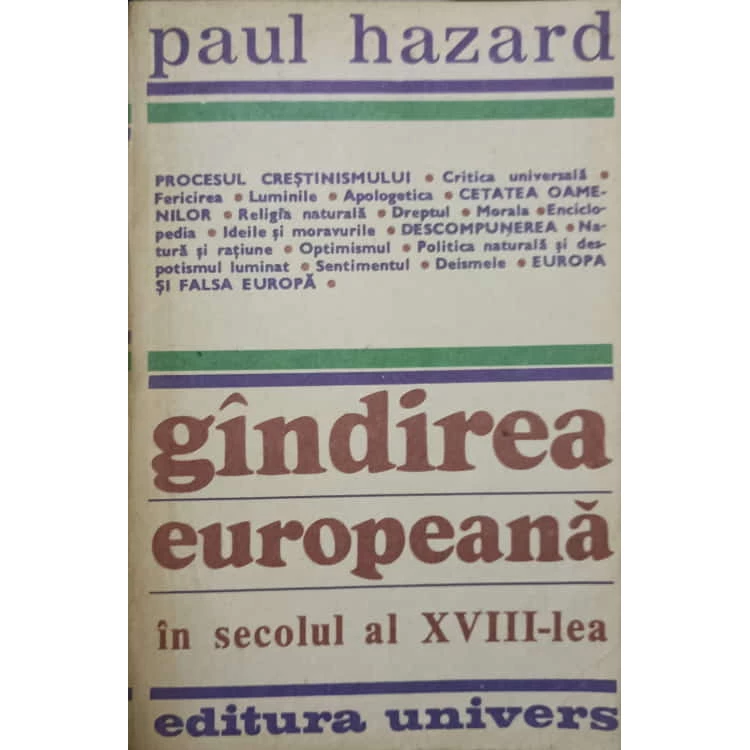 paul hazard
PROCESUL CREȘTINISMULUI • Critica universală •
Fericirea • Luminile • Apologetica • CETATEA OAME-
NILOR • Religia naturală • Dreptul • Morala • Enciclo-
pedia • Ideile și moravurile • DESCOMPUNEREA • Na-
tură și rațiune • Optimismul • Politica naturală și des-
potismul luminat • Sentimentul • Deismele • EUROPA
ȘI FALSA EUROPĂ •
gîndirea
europeană
în secolul al XVIII-lea
editura univers